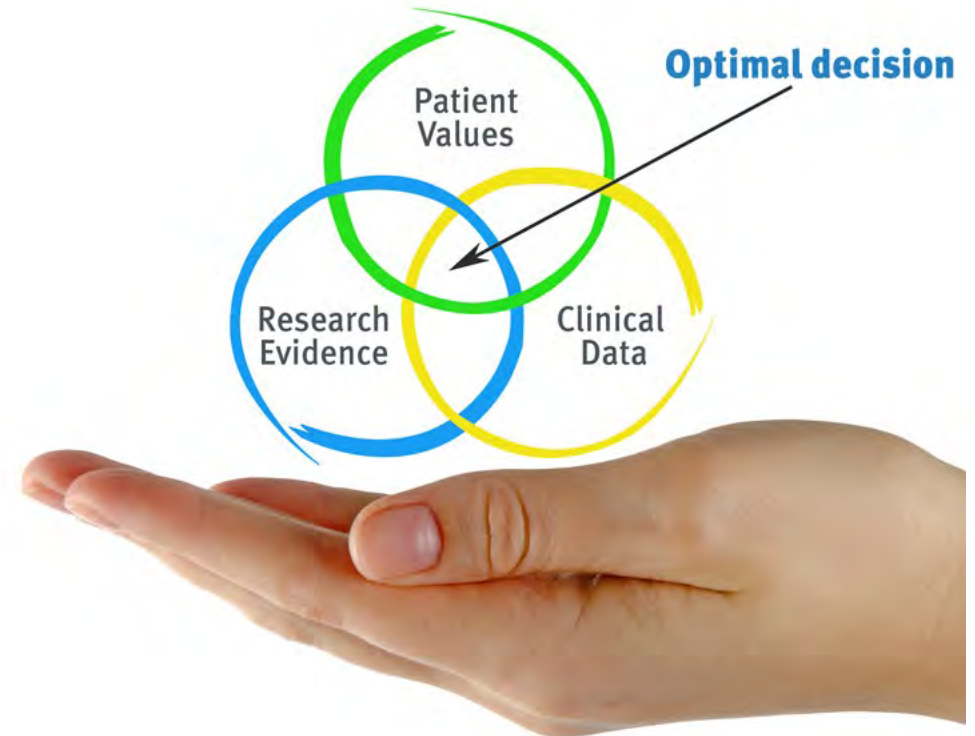 Optimal decision
Patient
Values
Research
Evidence
Clinical
Data